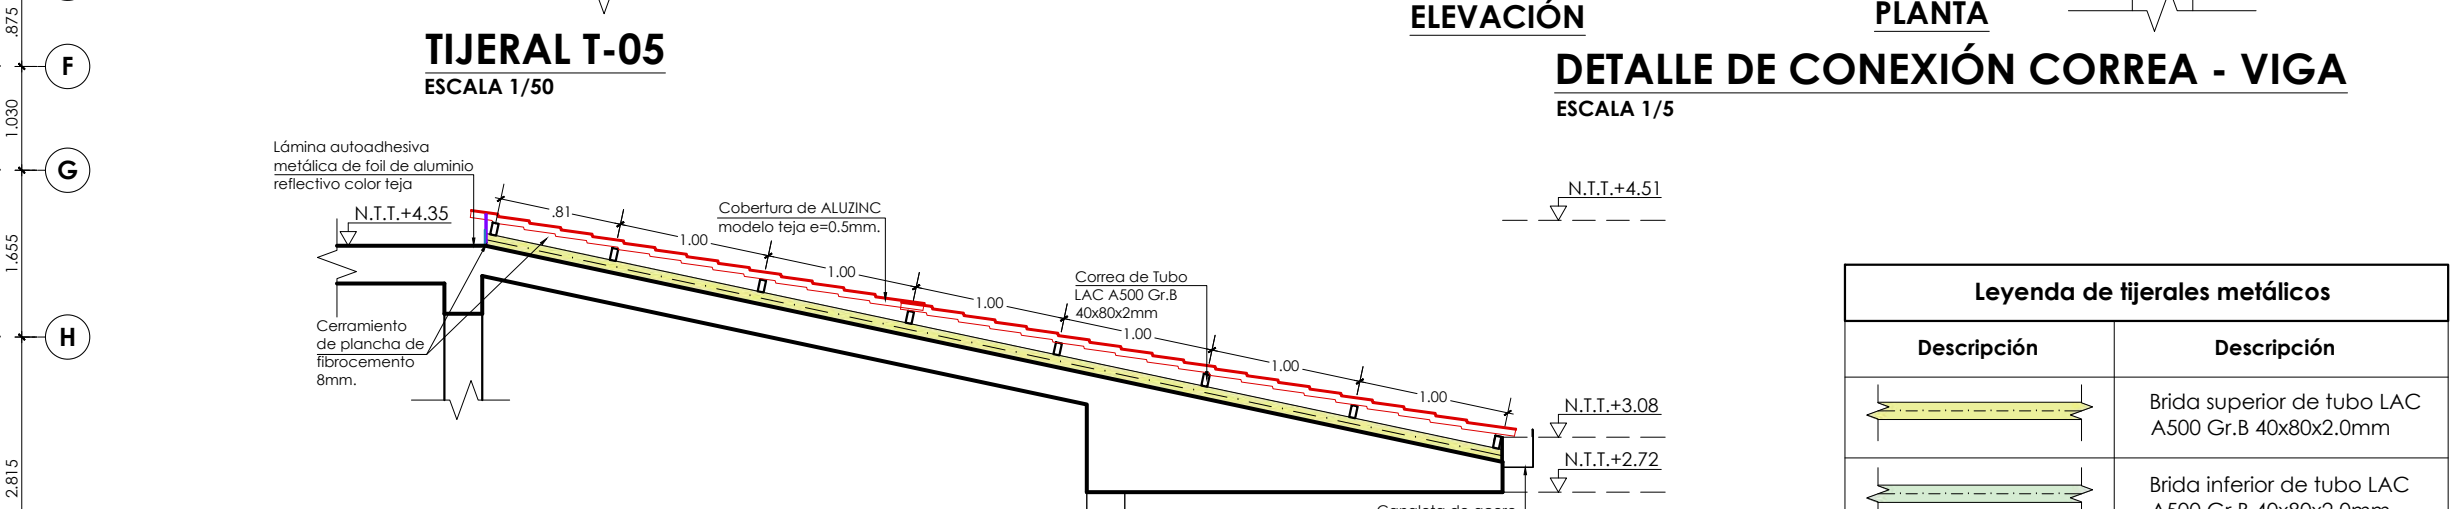 .875
F
1.030
G
1.655
H
2.815
TIJERAL T-05
ESCALA 1/50
ELEVACIÓN
PLANTA
DETALLE DE CONEXIÓN CORREA - VIGA
ESCALA 1/5
Lámina autoadhesiva
metálica de foil de aluminio
reflectivo color teja
N.T.T.+4.35
Cerramiento
de plancha de
fibrocemento
8mm.
.81
1.00
1.00
1.00
1.00
1.00
1.00
Cobertura de ALUZINC
modelo teja e=0.5mm.
Correa de Tubo
LAC A500 Gr.B
40x80x2mm
N.T.T.+4.51
N.T.T.+3.08
N.T.T.+2.72
Leyenda de tijerales metálicos
Descripción
Descripción
Brida superior de tubo LAC
A500 Gr.B 40x80x2.0mm
Brida inferior de tubo LAC
A500 Gr.B 40x80x2.0mm